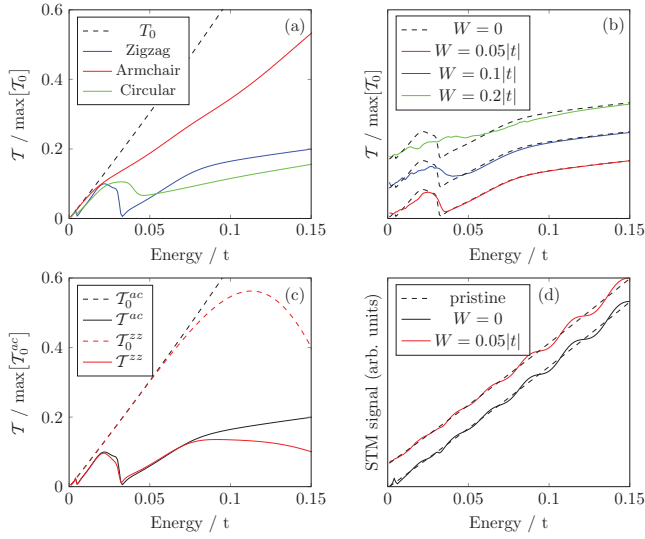 (a)
T₀
Zigzag
Armchair
Circular
0.6
0.4
0.2
0
𝒯 / max[𝒯₀]
0
0.05
0.1
0.15
Energy / t
(b)
W = 0
W = 0.05|t|
W = 0.1|t|
W = 0.2|t|
𝒯 / max[𝒯₀]
0
0.05
0.1
0.15
Energy / t
(c)
𝒯₀ᵃᶜ
𝒯ᵃᶜ
𝒯₀ᶻᶻ
𝒯ᶻᶻ
0.6
0.4
0.2
0
𝒯 / max[𝒯₀ᵃᶜ]
0
0.05
0.1
0.15
Energy / t
(d)
pristine
W = 0
W = 0.05|t|
STM signal (arb. units)
0
0.05
0.1
0.15
Energy / t